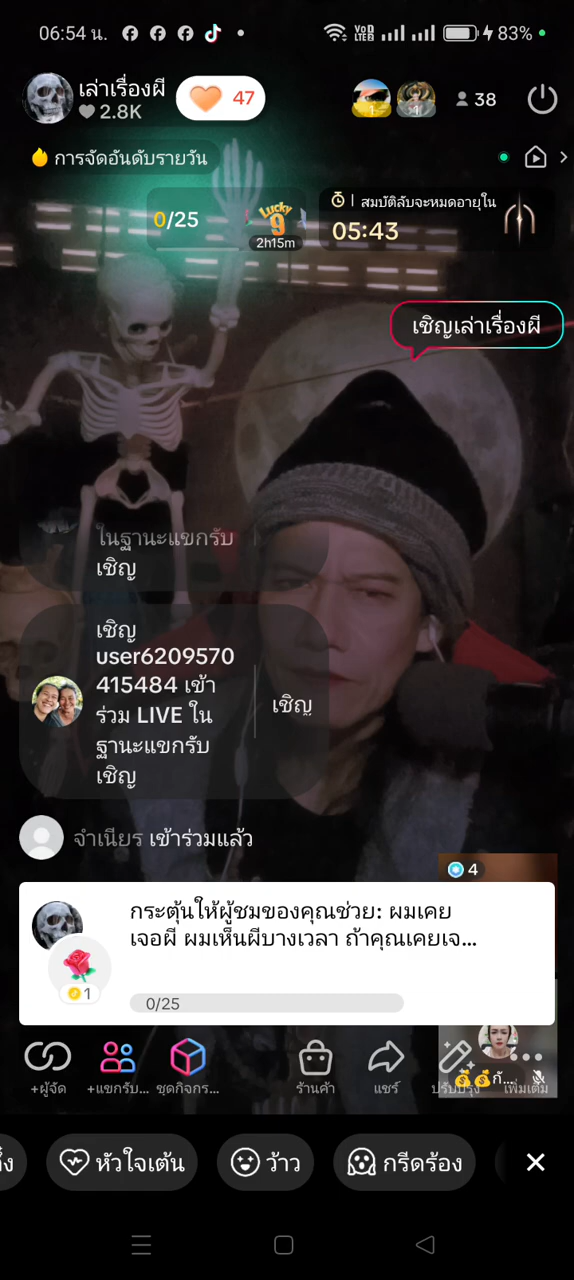 06:54 น.
VoD LTE2
83%
เล่าเรื่องผี
2.8K
47
1
1
38
การจัดอันดับรายวัน
0/25
Lucky 9
2h15m
สมบัติลับจะหมดอายุใน
05:43
เชิญเล่าเรื่องผี
ในฐานะแขกรับ
เชิญ
เชิญ
user6209570
415484 เข้า
ร่วม LIVE ใน
ฐานะแขกรับ
เชิญ
เชิญ
จำเนียร เข้าร่วมแล้ว
4
กระตุ้นให้ผู้ชมของคุณช่วย: ผมเคย
เจอผี ผมเห็นผีบางเวลา ถ้าคุณเคยเจ...
1
0/25
+ผู้จัด
+แขกรับ...
ชุดกิจกร...
ร้านค้า
แชร์
ปรับปรุง
เพิ่มเติม
หัวใจเต้น
ว้าว
กรีดร้อง